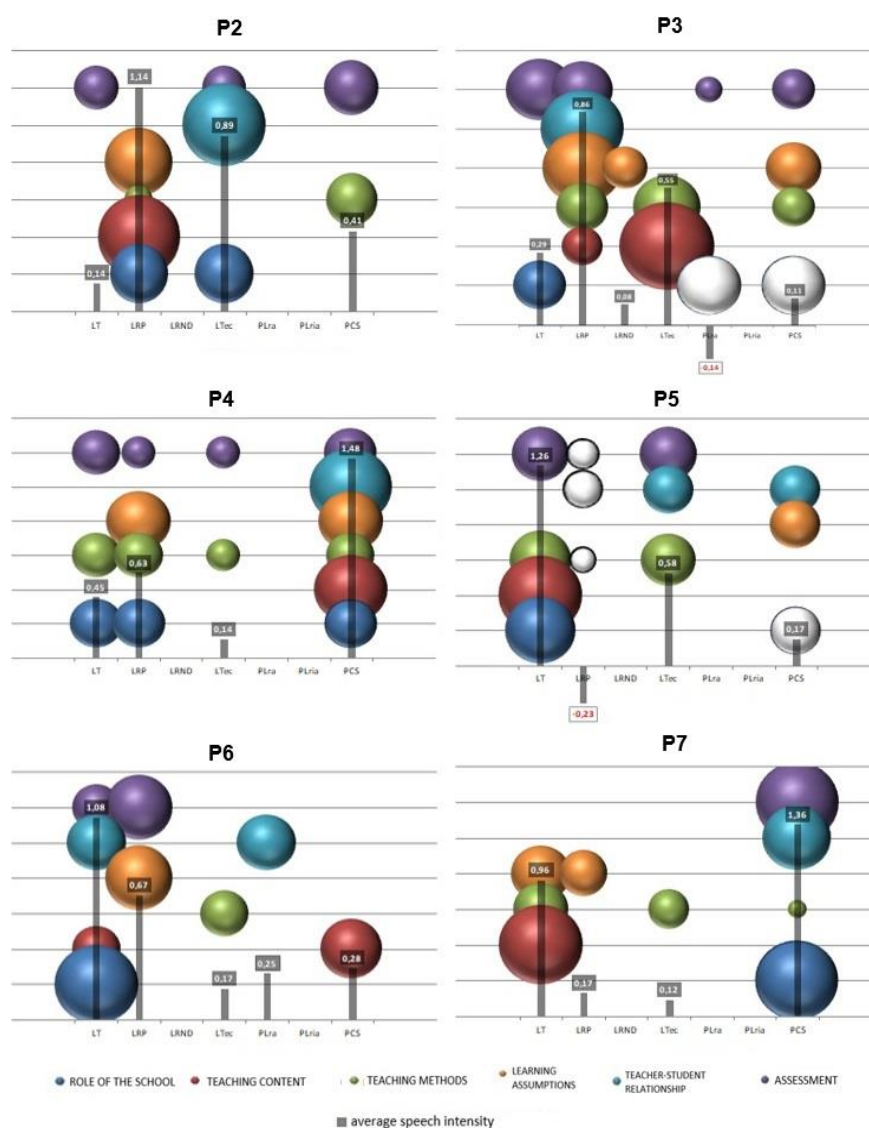 P2
1,14
0,89
0,41
0,14
LT LRP LRND LTec PLra PLria PCS
P3
0,86
0,55
0,29
0,11
0,08
LT LRP LRND LTec PLra PLria PCS
-0,14
P4
1,48
0,63
0,45
0,14
LT LRP LRND LTec PLra PLria PCS
P5
1,26
0,58
0,17
LT LRP LRND LTec PLra PLria PCS
-0,23
P6
1,08
0,67
0,28
0,25
0,17
LT LRP LRND LTec PLra PLria PCS
P7
1,36
0,96
0,17
0,12
LT LRP LRND LTec PLra PLria PCS
ROLE OF THE SCHOOL
TEACHING CONTENT
TEACHING METHODS
LEARNING
ASSUMPTIONS
TEACHER-STUDENT
RELATIONSHIP
ASSESSMENT
average speech intensity